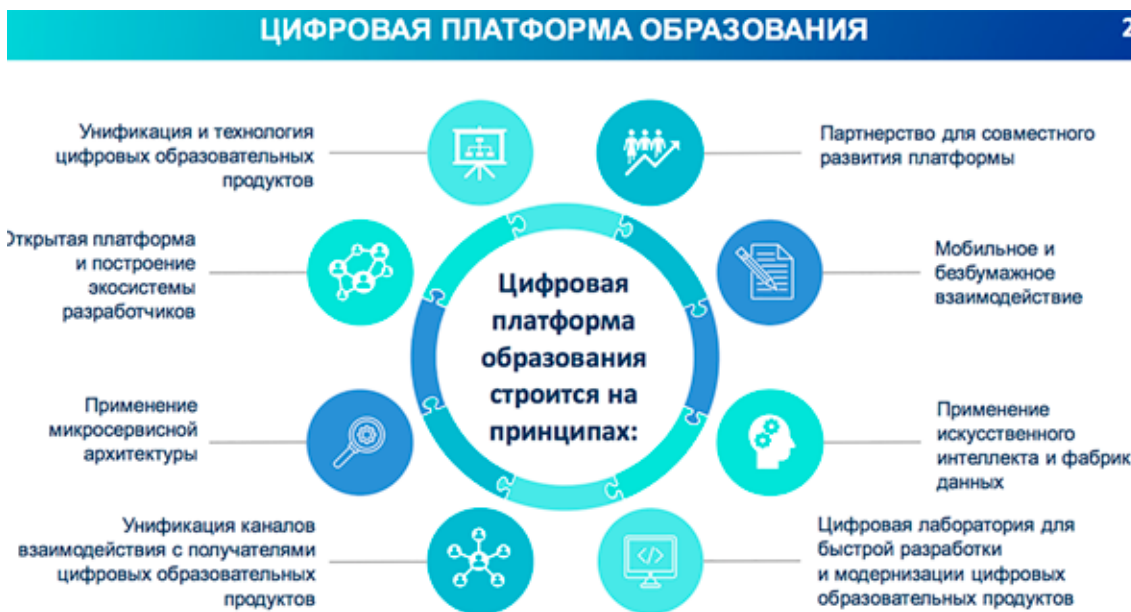 ЦИФРОВАЯ ПЛАТФОРМА ОБРАЗОВАНИЯ
2
Унификация и технология
цифровых образовательных
продуктов
Партнерство для совместного
развития платформы
Открытая платформа
и построение
экосистемы
разработчиков
Мобильное и
безбумажное
взаимодействие
Цифровая
платформа
образования
строится на
принципах:
Применение
микросервисной
архитектуры
Применение
искусственного
интеллекта и фабрик
данных
Унификация каналов
взаимодействия с получателями
цифровых образовательных
продуктов
Цифровая лаборатория для
быстрой разработки
и модернизации цифровых
образовательных продуктов